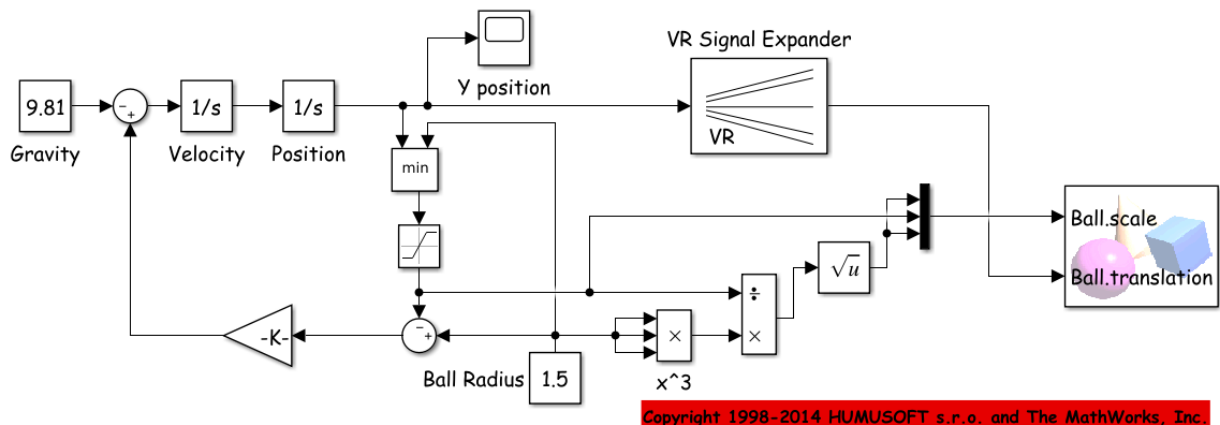 VR Signal Expander
Y position
9.81
-
+
1/s
1/s
VR
Gravity
Velocity
Position
min
Ball.scale
√u
Ball.translation
÷
-
+
-K-
×
×
Ball Radius
1.5
x^3
Copyright 1998-2014 HUMUSOFT s.r.o. and The MathWorks, Inc.